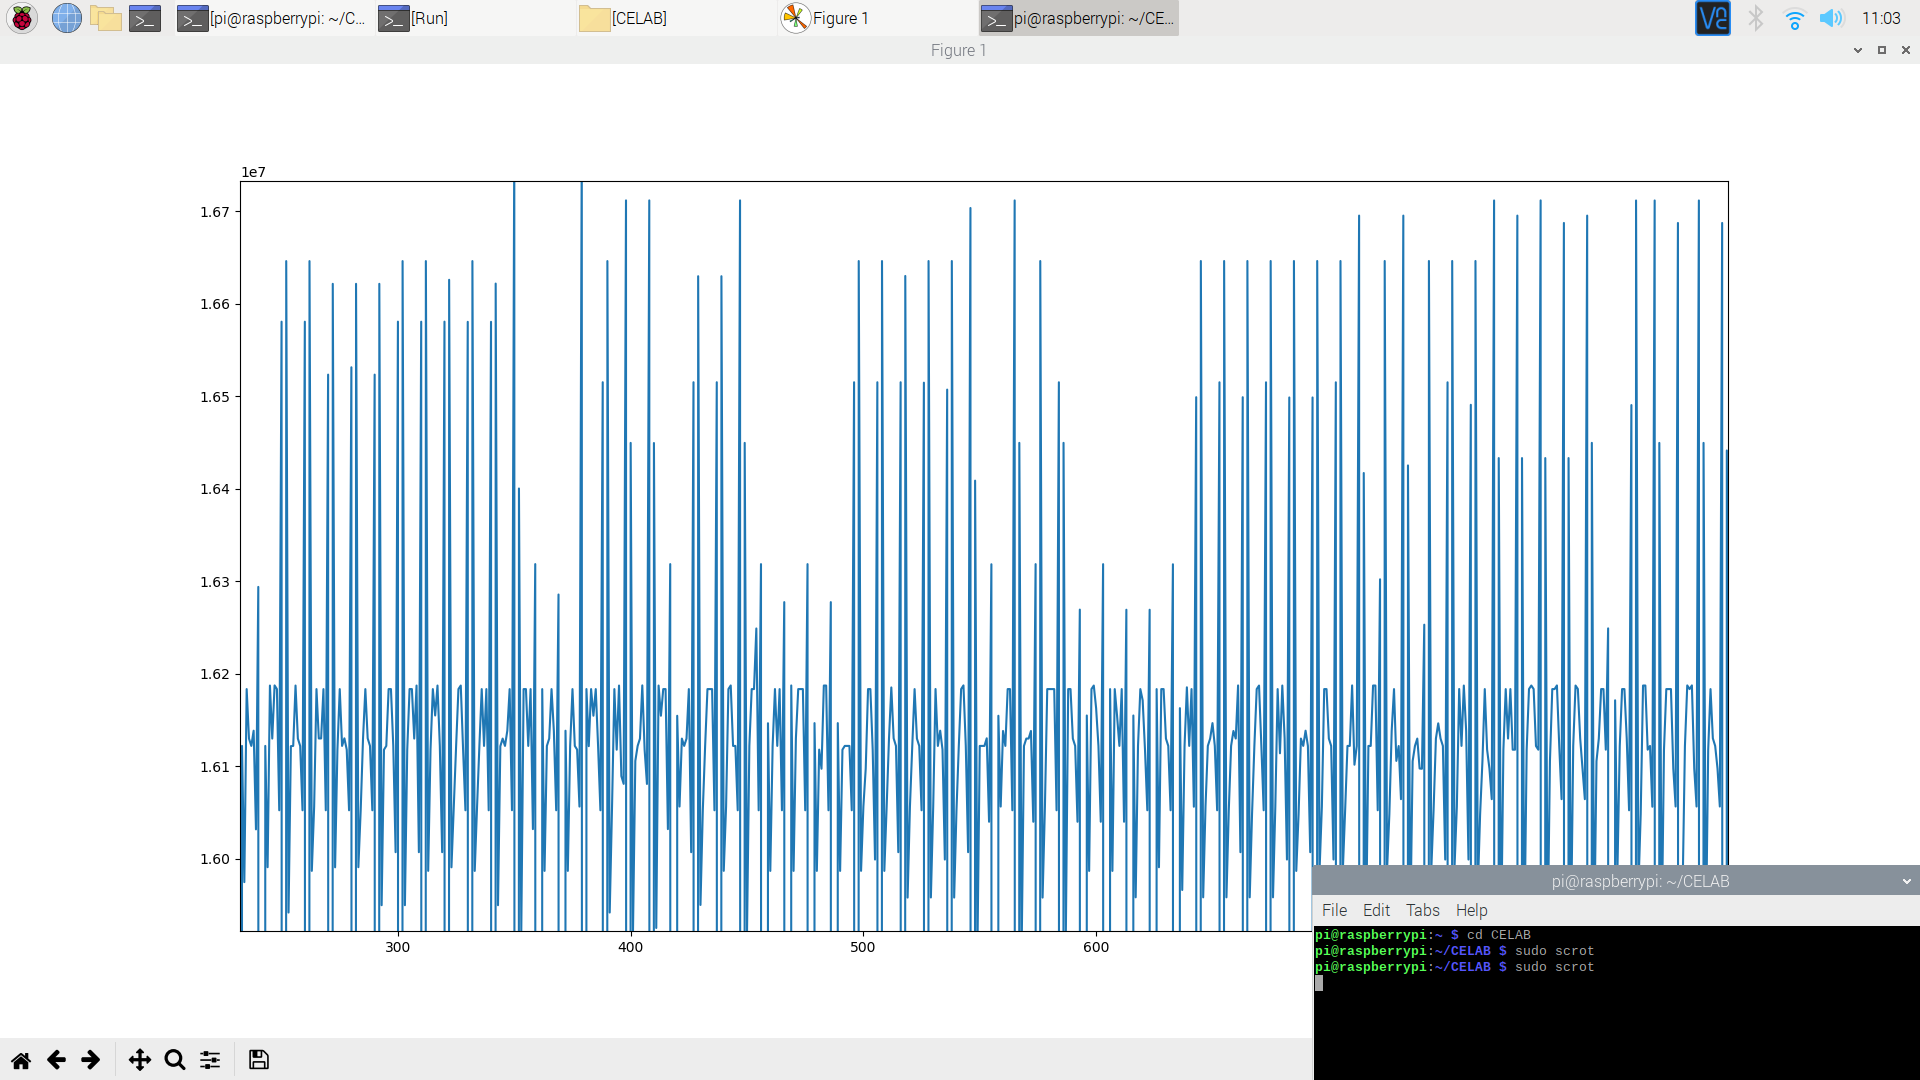 [pi@raspberrypi: ~/C... [Run] [CELAB] Figure 1 pi@raspberrypi: ~/CE... 11:03
Figure 1
1e7
1.67
1.66
1.65
1.64
1.63
1.62
1.61
1.60
300 400 500 600
pi@raspberrypi: ~/CELAB
File Edit Tabs Help
pi@raspberrypi:~ $ cd CELAB
pi@raspberrypi:~/CELAB $ sudo scrot
pi@raspberrypi:~/CELAB $ sudo scrot